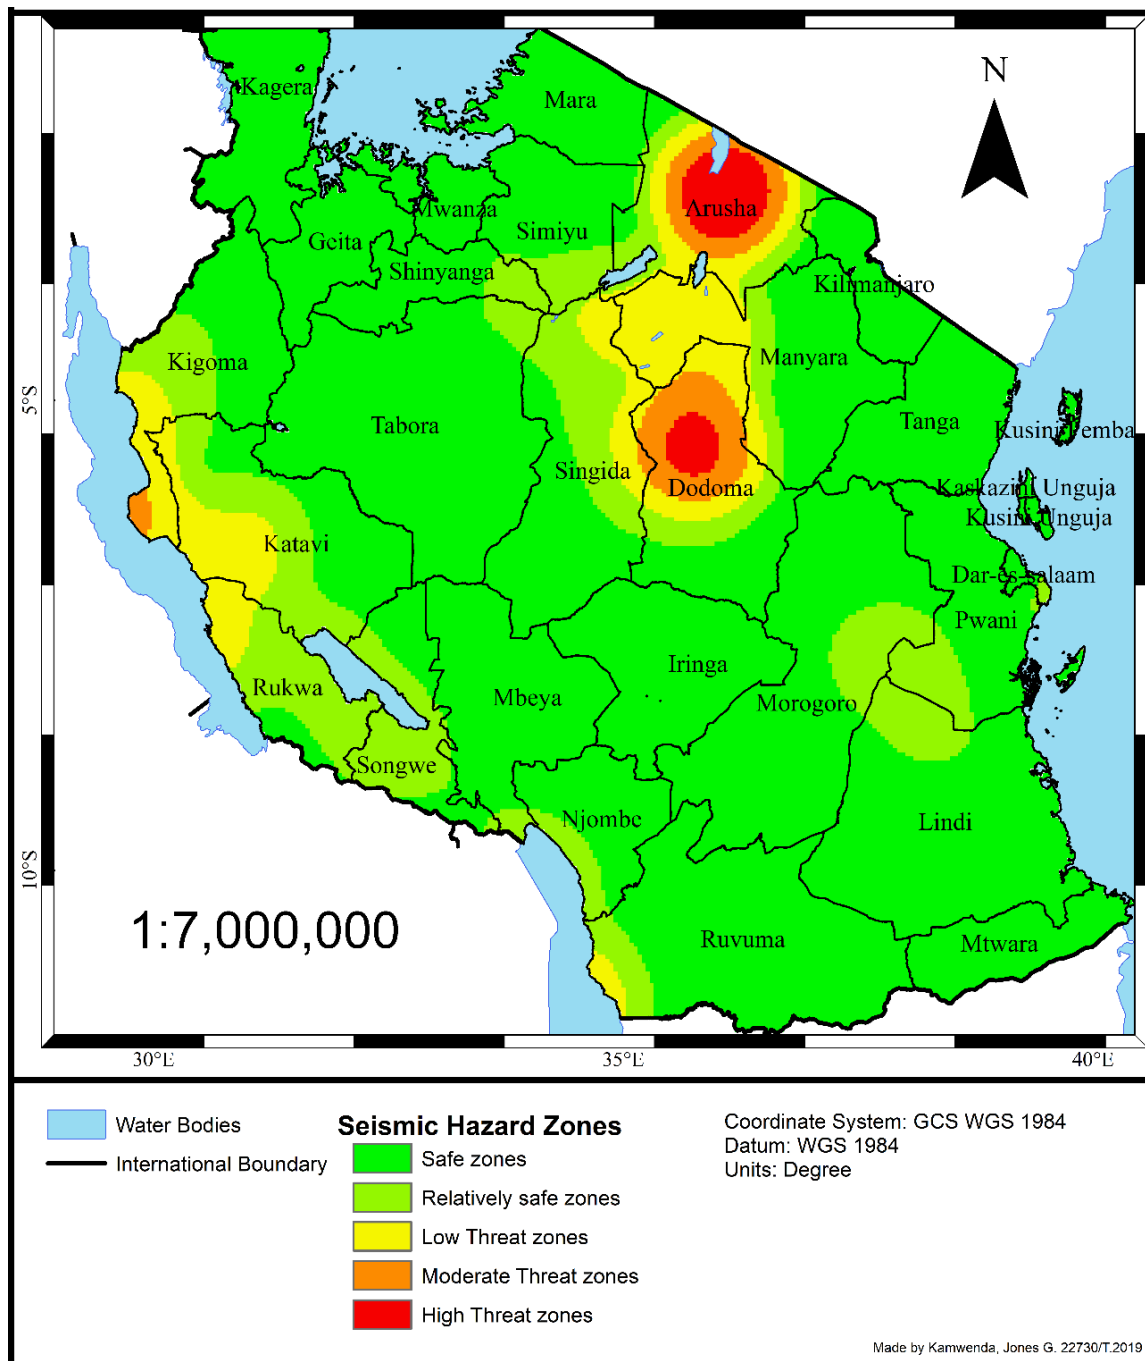 N
Kagera
Mara
Mwanza
Arusha
Geita
Simiyu
Shinyanga
Kilimanjaro
Kigoma
Manyara
5°S
Tabora
Tanga
Kusini Pemba
Singida
Dodoma
Kaskazini Unguja
Kusini Unguja
Katavi
Dar-es-salaam
Pwani
Iringa
Rukwa
Mbeya
Morogoro
Songwe
Njombe
Lindi
10°S
1:7,000,000
Ruvuma
Mtwara
30°E
35°E
40°E
Water Bodies
International Boundary
Seismic Hazard Zones
Safe zones
Relatively safe zones
Low Threat zones
Moderate Threat zones
High Threat zones
Coordinate System: GCS WGS 1984
Datum: WGS 1984
Units: Degree
Made by Kamwenda, Jones G. 22730/T.2019